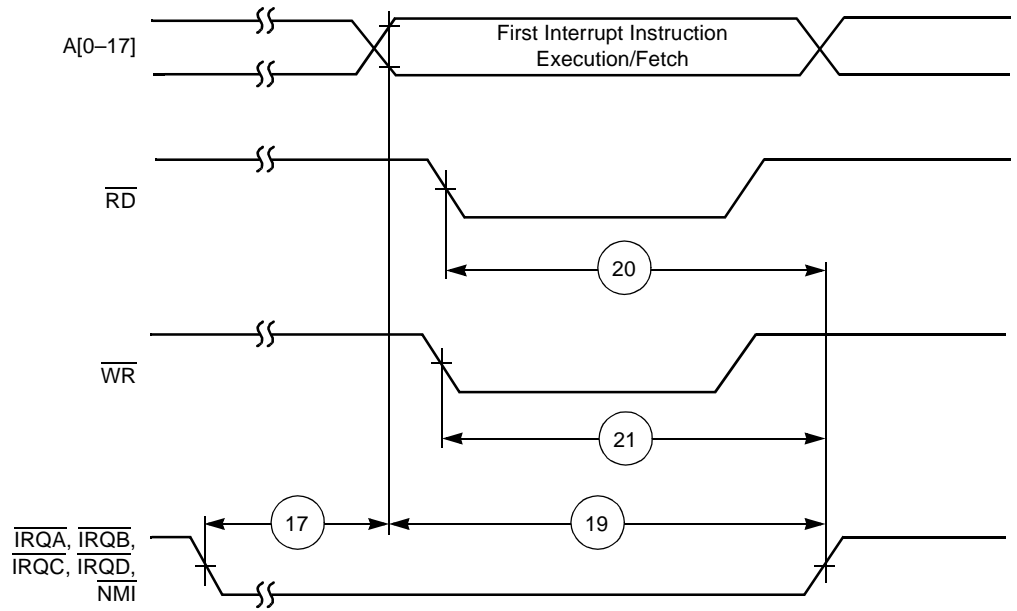 A[0–17]
First Interrupt Instruction
Execution/Fetch
RD
20
WR
21
17
19
IRQA, IRQB,
IRQC, IRQD,
NMI